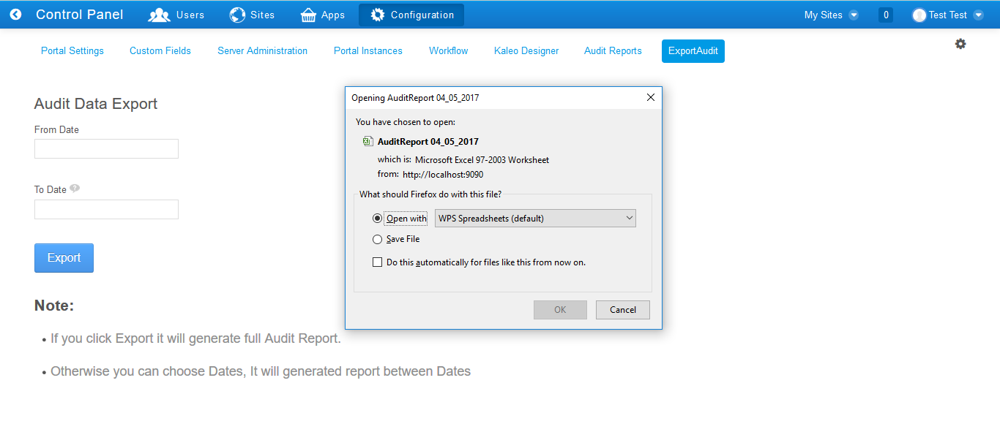 Control Panel Users Sites Apps Configuration My Sites 0 Test Test
Portal Settings Custom Fields Server Administration Portal Instances Workflow Kaleo Designer Audit Reports ExportAudit
Audit Data Export
From Date
To Date
Export
Note:
• If you click Export it will generate full Audit Report.
• Otherwise you can choose Dates, It will generated report between Dates
Opening AuditReport 04_05_2017
You have chosen to open:
AuditReport 04_05_2017
which is: Microsoft Excel 97-2003 Worksheet
from: http://localhost:9090
What should Firefox do with this file?
Open with WPS Spreadsheets (default)
Save File
Do this automatically for files like this from now on.
OK Cancel